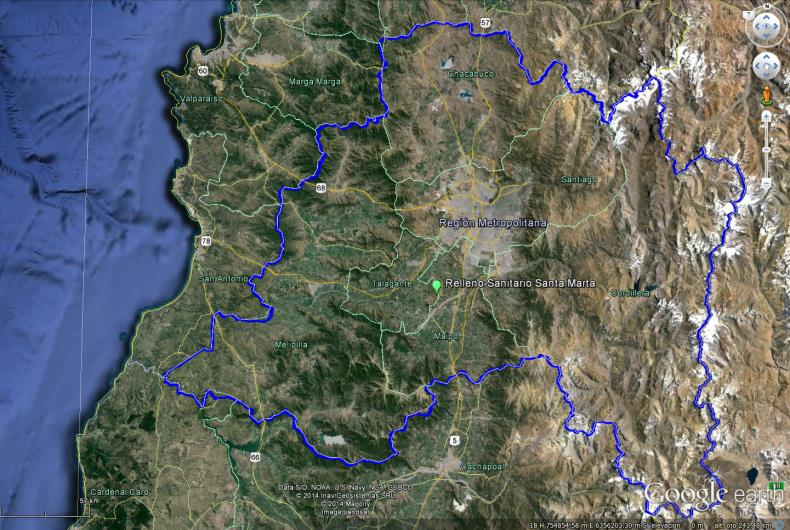 N
57
60
Marga Marga
Chacabuco
Valparaiso
Santiago
68
Región Metropolitana
78
San Antonio
Talagante
Relleno Sanitario Santa Marta
Cordillera
Melipilla
Maipo
5
66
Cachapoal
Cardenal Caro
57 km
Data SIO, NOAA, U.S. Navy, NGA, GEBCO
© 2014 Inav/Geosistemas SRL
© 2014 Mapcity
Image Landsat
Google earth
18 H 754854.58 m E 6356203.30 m S elevación 0 m alt. ojo 241.48 km